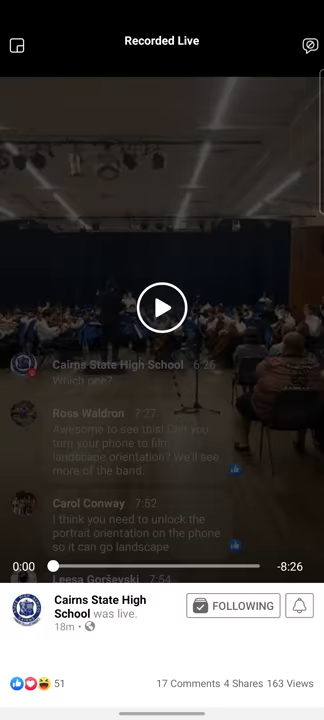 Recorded Live
Cairns State High School 6:26
Which one?
Ross Waldron 7:27
Awesome to see this! Can you
turn your phone to film
landscape orientation? We'll see
more of the band.
Carol Conway 7:52
I think you need to unlock the
portrait orientation on the phone
so it can go landscape
Leesa Gorševski 7:54
0:00
-8:26
Cairns State High
School was live.
FOLLOWING
18m
51
17 Comments 4 Shares 163 Views